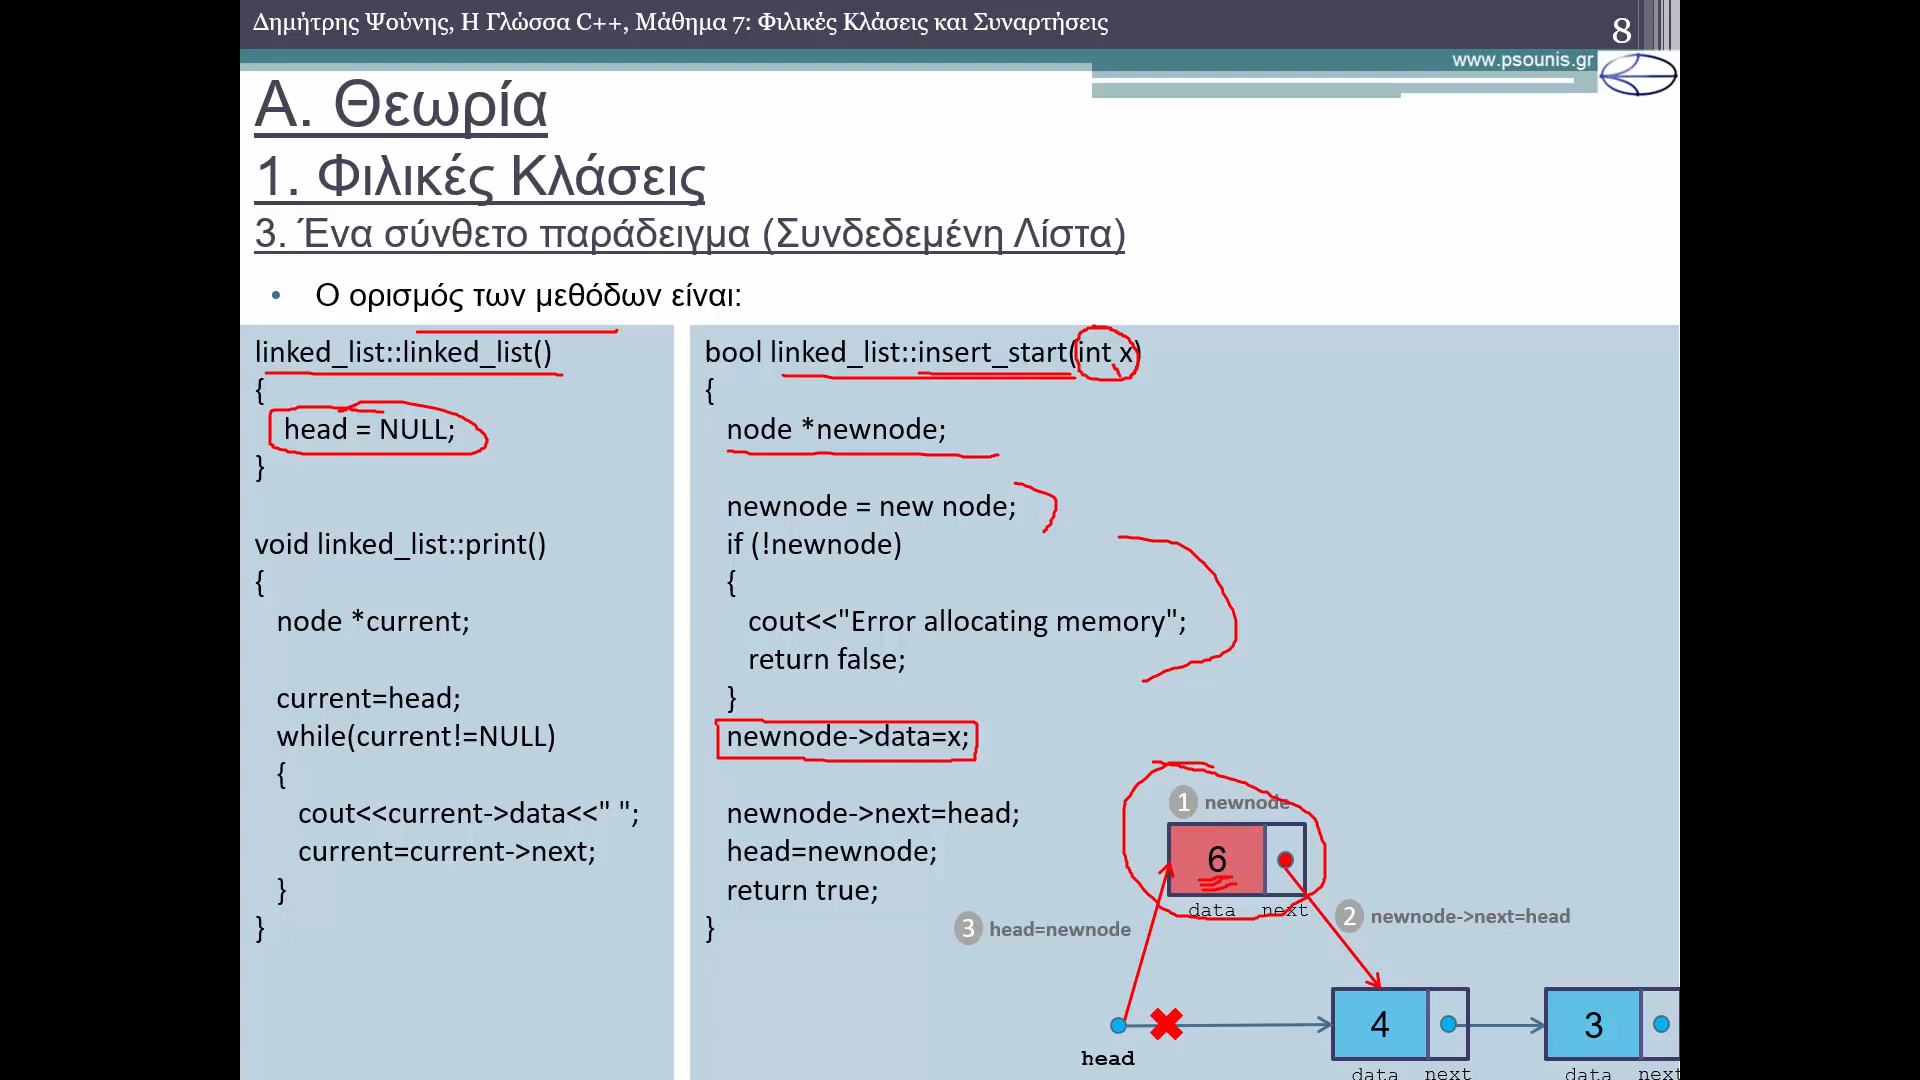 Δημήτρης Ψούνης, Η Γλώσσα C++, Μάθημα 7: Φιλικές Κλάσεις και Συναρτήσεις
8
www.psounis.gr
Α. Θεωρία
1. Φιλικές Κλάσεις
3. Ένα σύνθετο παράδειγμα (Συνδεδεμένη Λίστα)
• Ο ορισμός των μεθόδων είναι:
linked_list::linked_list()
{
head = NULL;
}
void linked_list::print()
{
node *current;
current=head;
while(current!=NULL)
{
cout<<current->data<<" ";
current=current->next;
}
}
bool linked_list::insert_start(int x)
{
node *newnode;
newnode = new node;
if (!newnode)
{
cout<<"Error allocating memory";
return false;
}
newnode->data=x;
newnode->next=head;
head=newnode;
return true;
}
1 newnode
6
data next
2 newnode->next=head
3 head=newnode
head
4
data next
3
data next